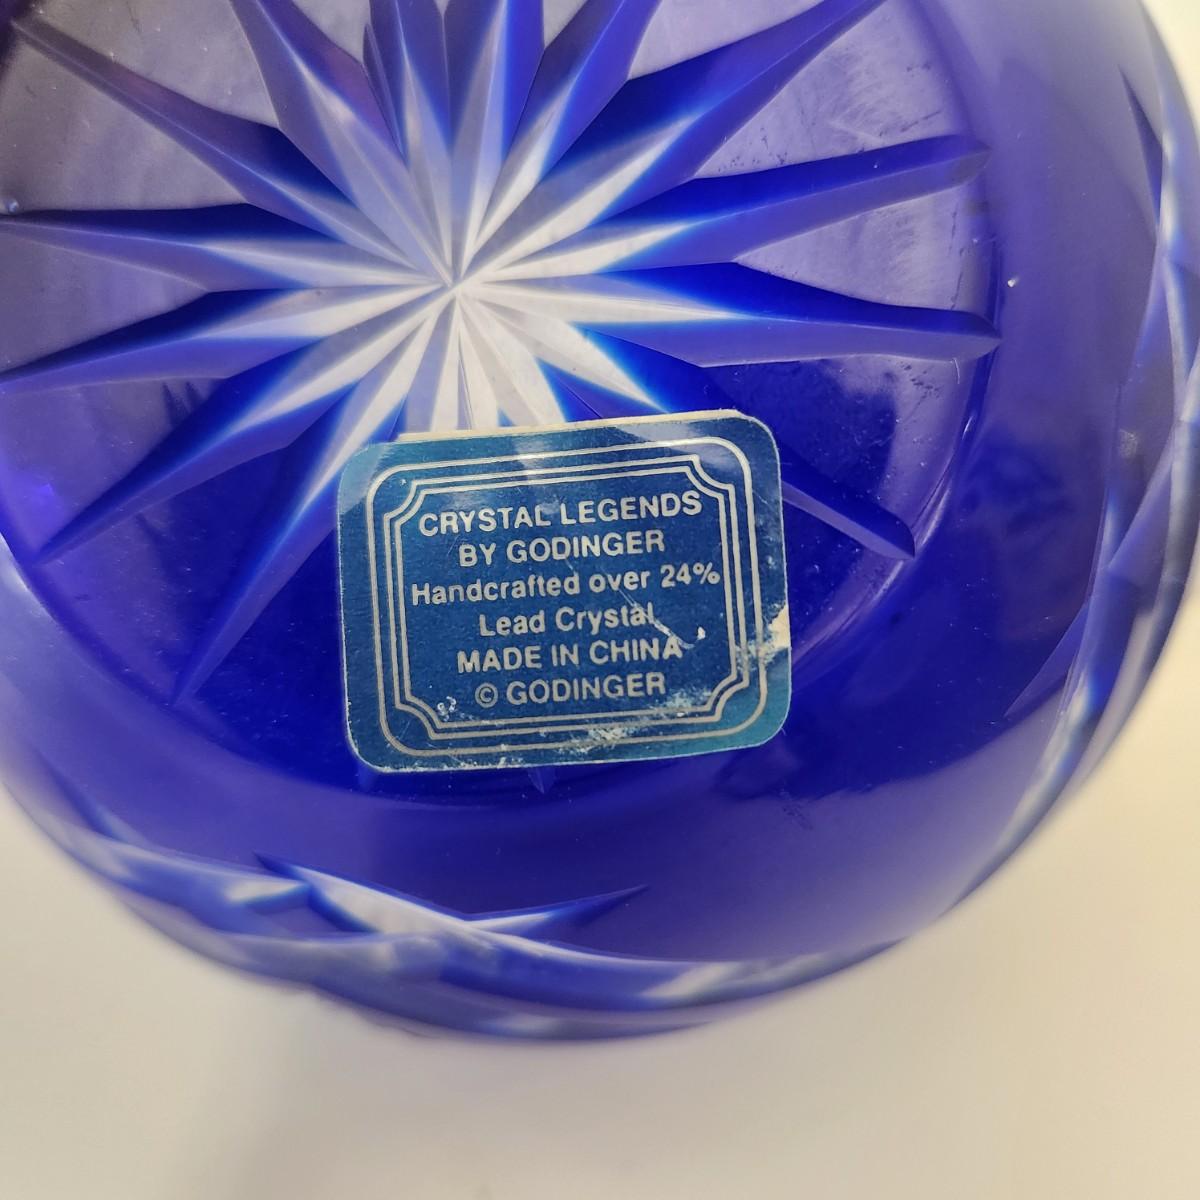 CRYSTAL LEGENDS
BY GODINGER
Handcrafted over 24%
Lead Crystal
MADE IN CHINA
© GODINGER